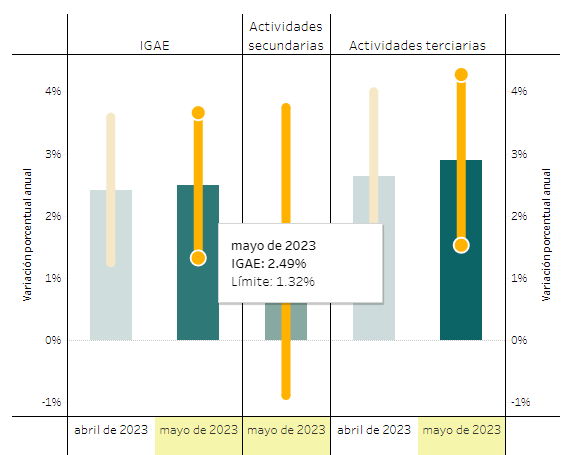 IGAE
Actividades
secundarias
Actividades terciarias
Variación porcentual anual
4%
3%
2%
1%
0%
-1%
mayo de 2023
IGAE: 2.49%
Límite: 1.32%
4%
3%
2%
1%
0%
-1%
Variación porcentual anual
abril de 2023
mayo de 2023
mayo de 2023
abril de 2023
mayo de 2023